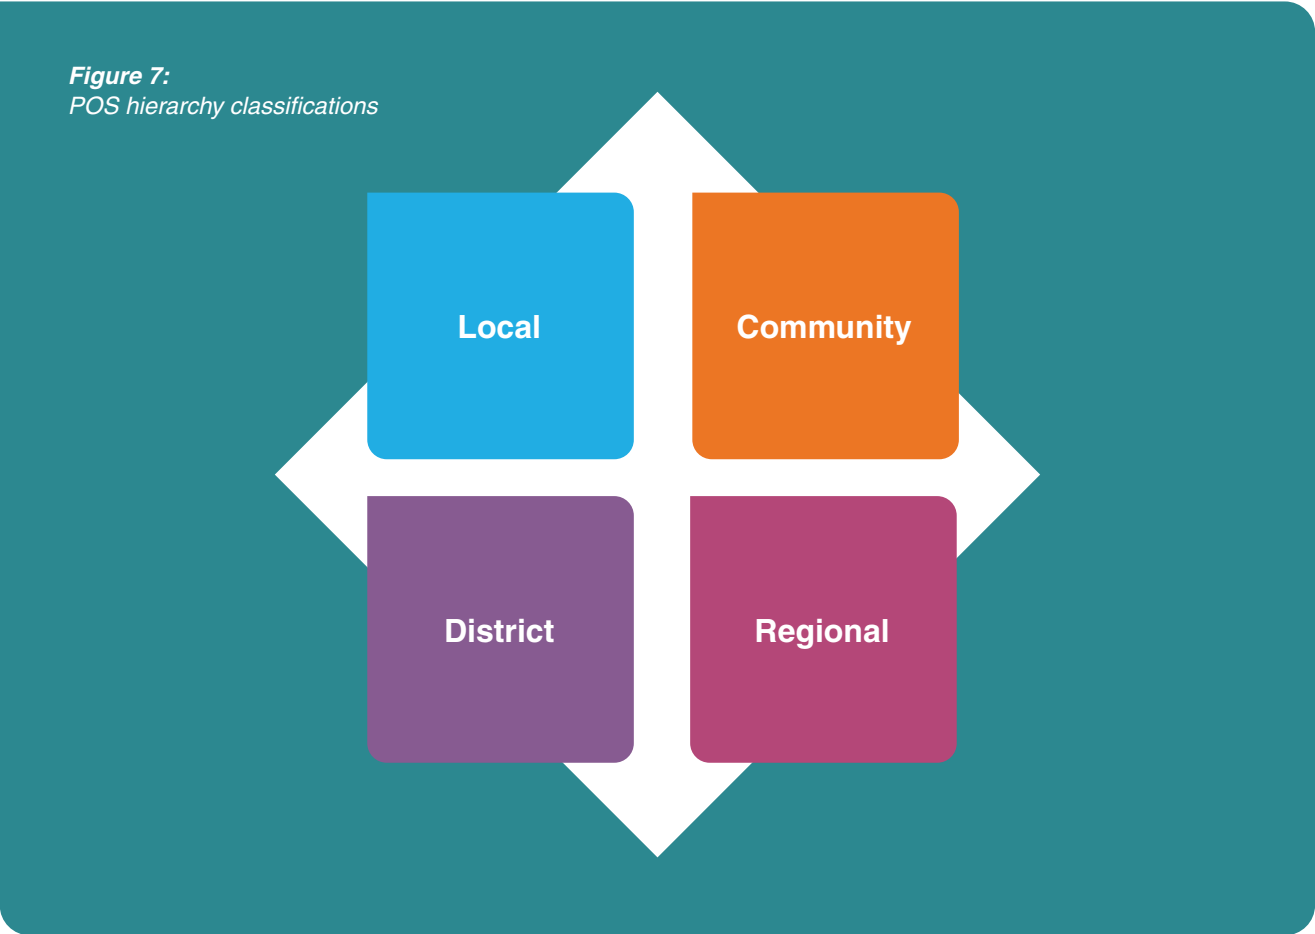 Figure 7:
POS hierarchy classifications
Local
Community
District
Regional